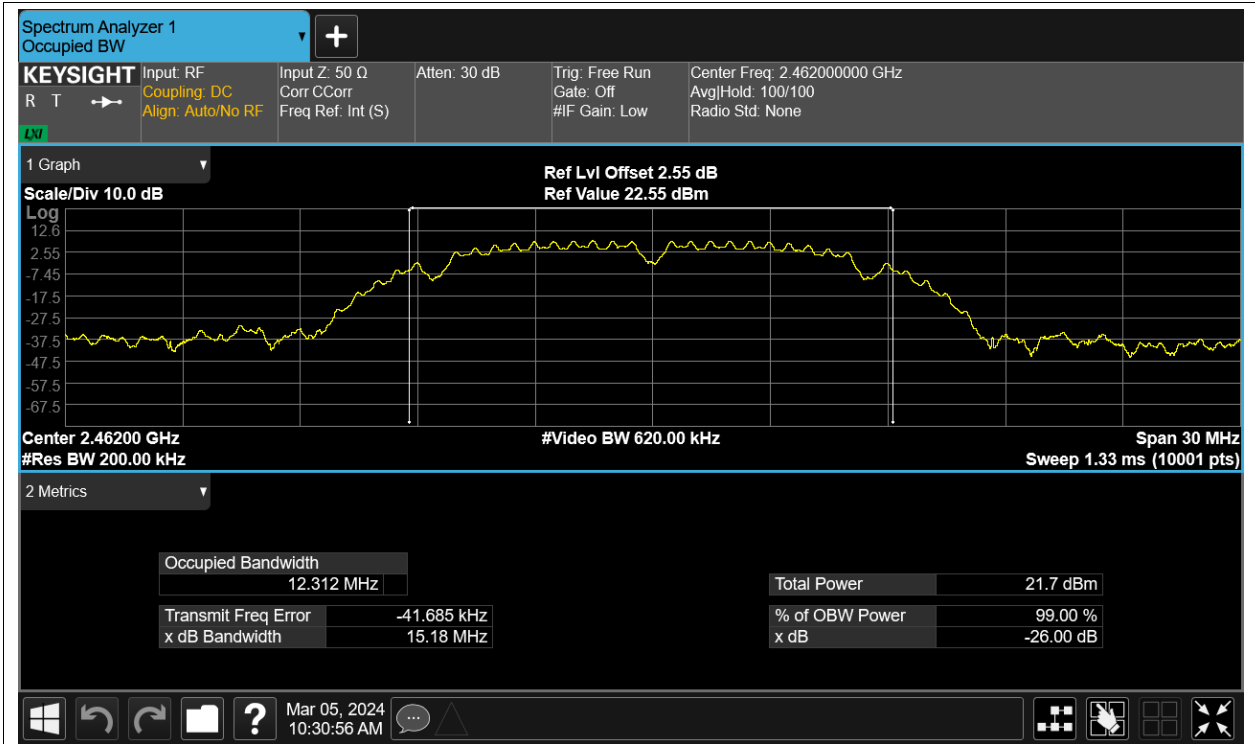 Spectrum Analyzer 1
Occupied BW
KEYSIGHT
R T
LXI
Input: RF
Coupling: DC
Align: Auto/No RF
Input Z: 50 Ω
Corr CCorr
Freq Ref: Int (S)
Atten: 30 dB
Trig: Free Run
Gate: Off
#IF Gain: Low
Center Freq: 2.462000000 GHz
Avg|Hold: 100/100
Radio Std: None
1 Graph
Scale/Div 10.0 dB
Ref Lvl Offset 2.55 dB
Ref Value 22.55 dBm
Log
12.6
2.55
-7.45
-17.5
-27.5
-37.5
-47.5
-57.5
-67.5
Center 2.46200 GHz
#Video BW 620.00 kHz
Span 30 MHz
#Res BW 200.00 kHz
Sweep 1.33 ms (10001 pts)
2 Metrics
Occupied Bandwidth
12.312 MHz
Total Power 21.7 dBm
Transmit Freq Error -41.685 kHz
% of OBW Power 99.00 %
x dB Bandwidth 15.18 MHz
x dB -26.00 dB
?
Mar 05, 2024
10:30:56 AM